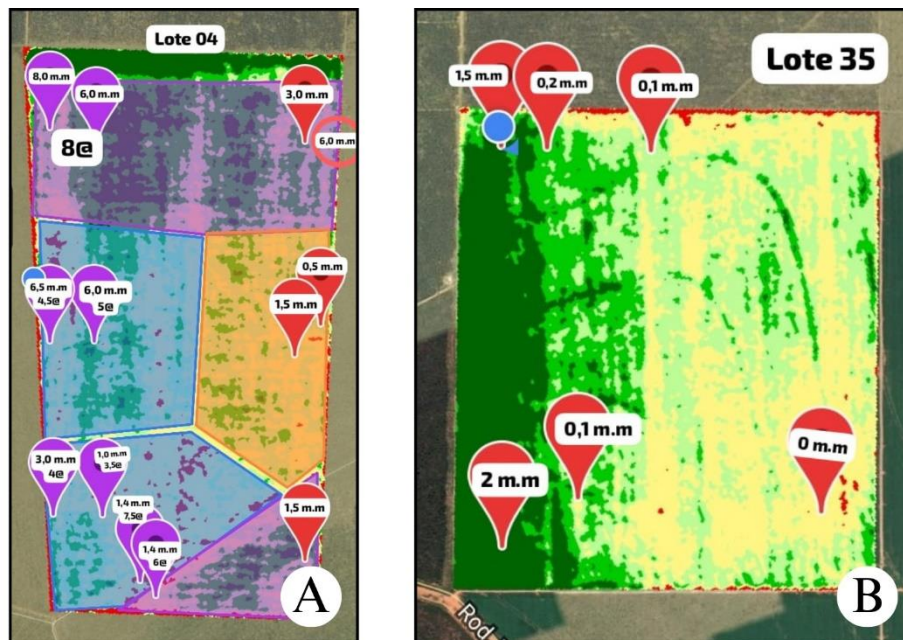 Lote 04
8,0 m.m
6,0 m.m
3,0 m.m
6,0 m.m
8@
0,5 m.m
6,5 m.m
4,5@
6,0 m.m
5@
1,5 m.m
3,0 m.m
4@
1,0 m.m
3,5@
1,4 m.m
7,5@
1,5 m.m
1,4 m.m
6@
A
Lote 35
1,5 m.m
0,2 m.m
0,1 m.m
0,1 m.m
0 m.m
2 m.m
Rod.
B